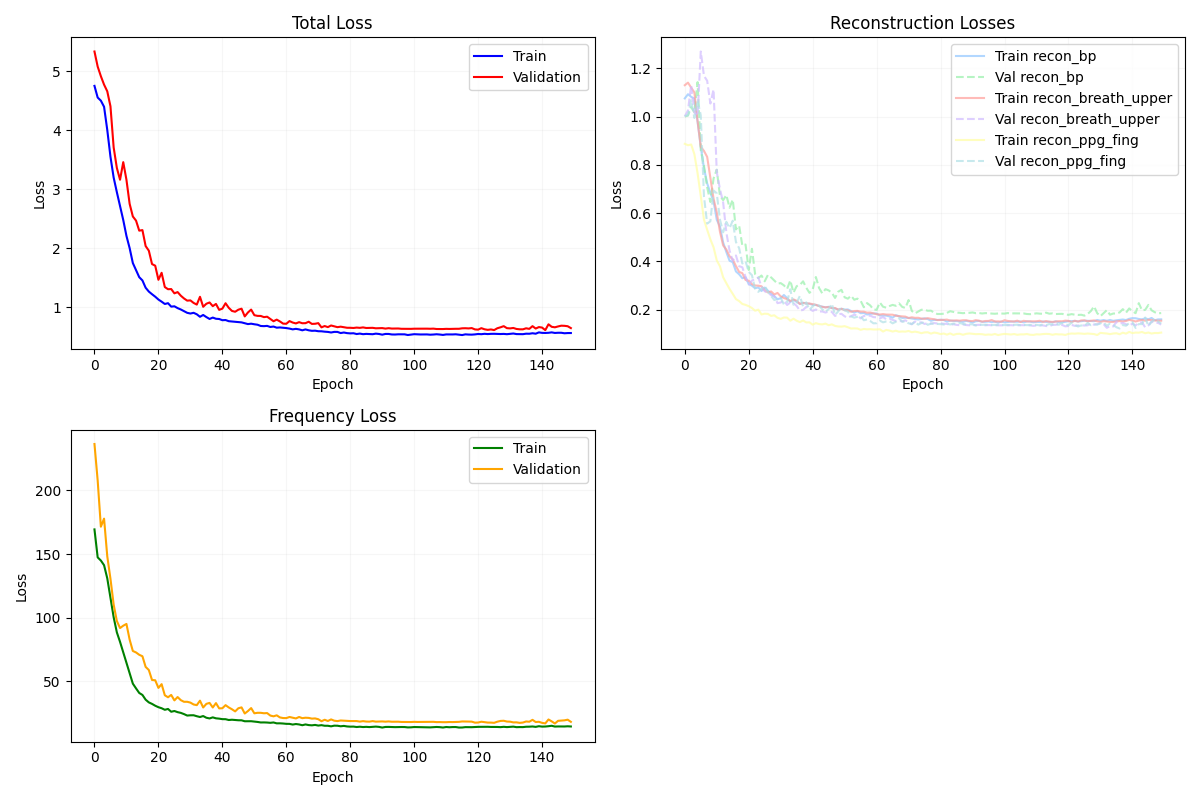 Total Loss
Loss
5
4
3
2
1
Train
Validation
0 20 40 60 80 100 120 140
Epoch
Reconstruction Losses
Loss
1.2
1.0
0.8
0.6
0.4
0.2
Train recon_bp
Val recon_bp
Train recon_breath_upper
Val recon_breath_upper
Train recon_ppg_fing
Val recon_ppg_fing
0 20 40 60 80 100 120 140
Epoch
Frequency Loss
Loss
200
150
100
50
Train
Validation
0 20 40 60 80 100 120 140
Epoch